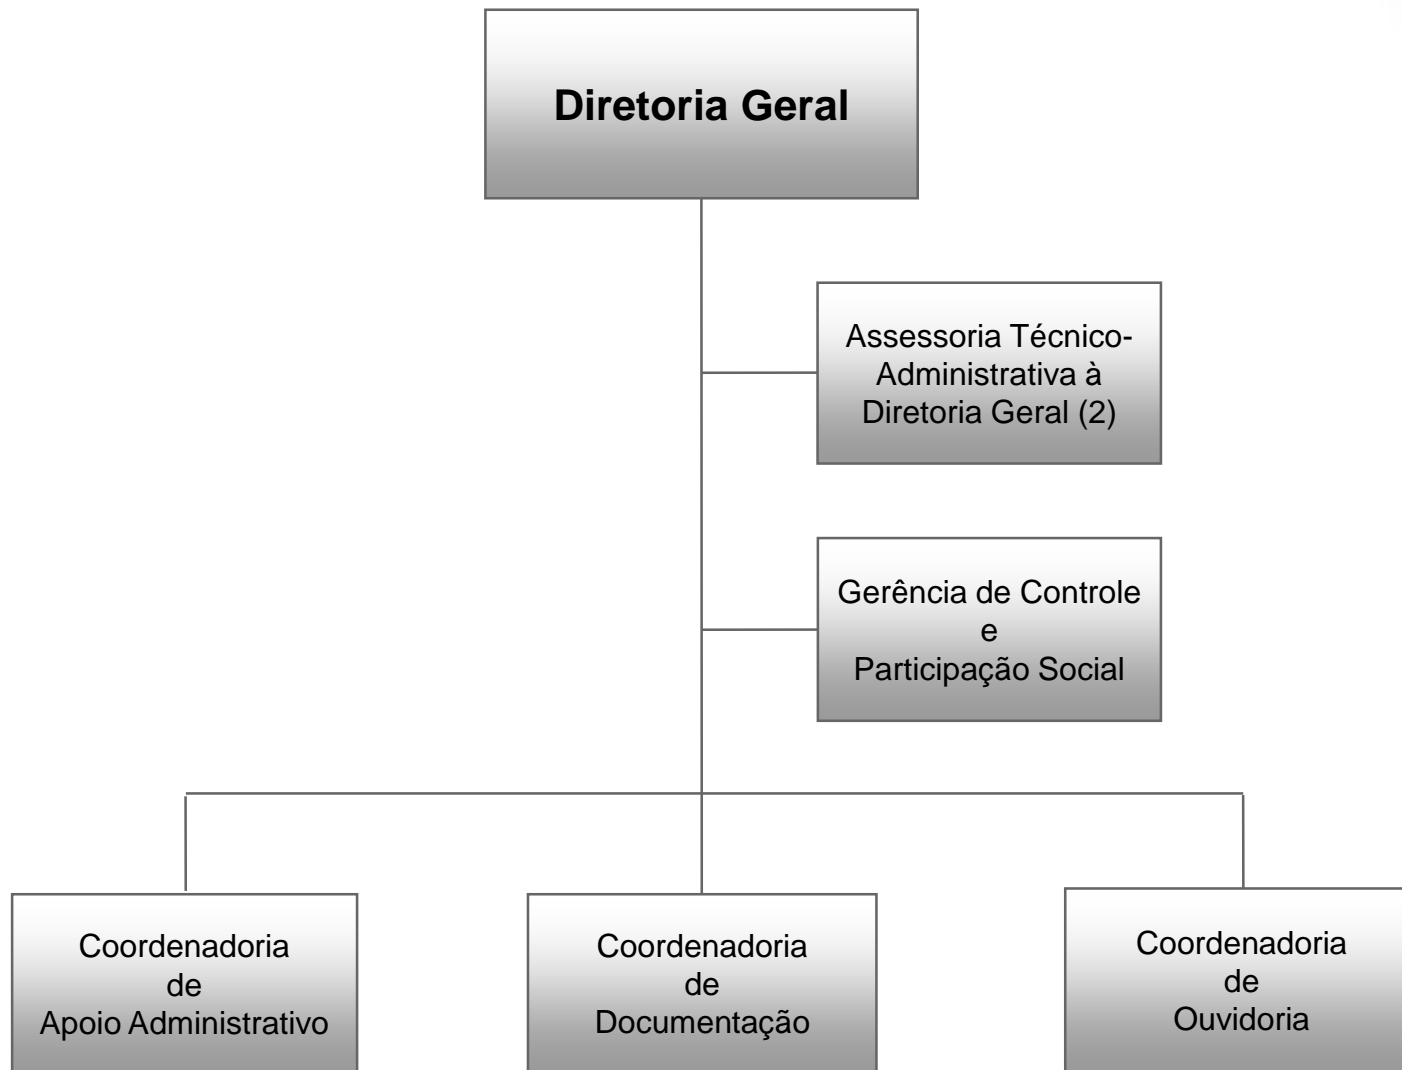 Diretoria Geral
Assessoria Técnico-
Administrativa à
Diretoria Geral (2)
Gerência de Controle
e
Participação Social
Coordenadoria
de
Apoio Administrativo
Coordenadoria
de
Documentação
Coordenadoria
de
Ouvidoria